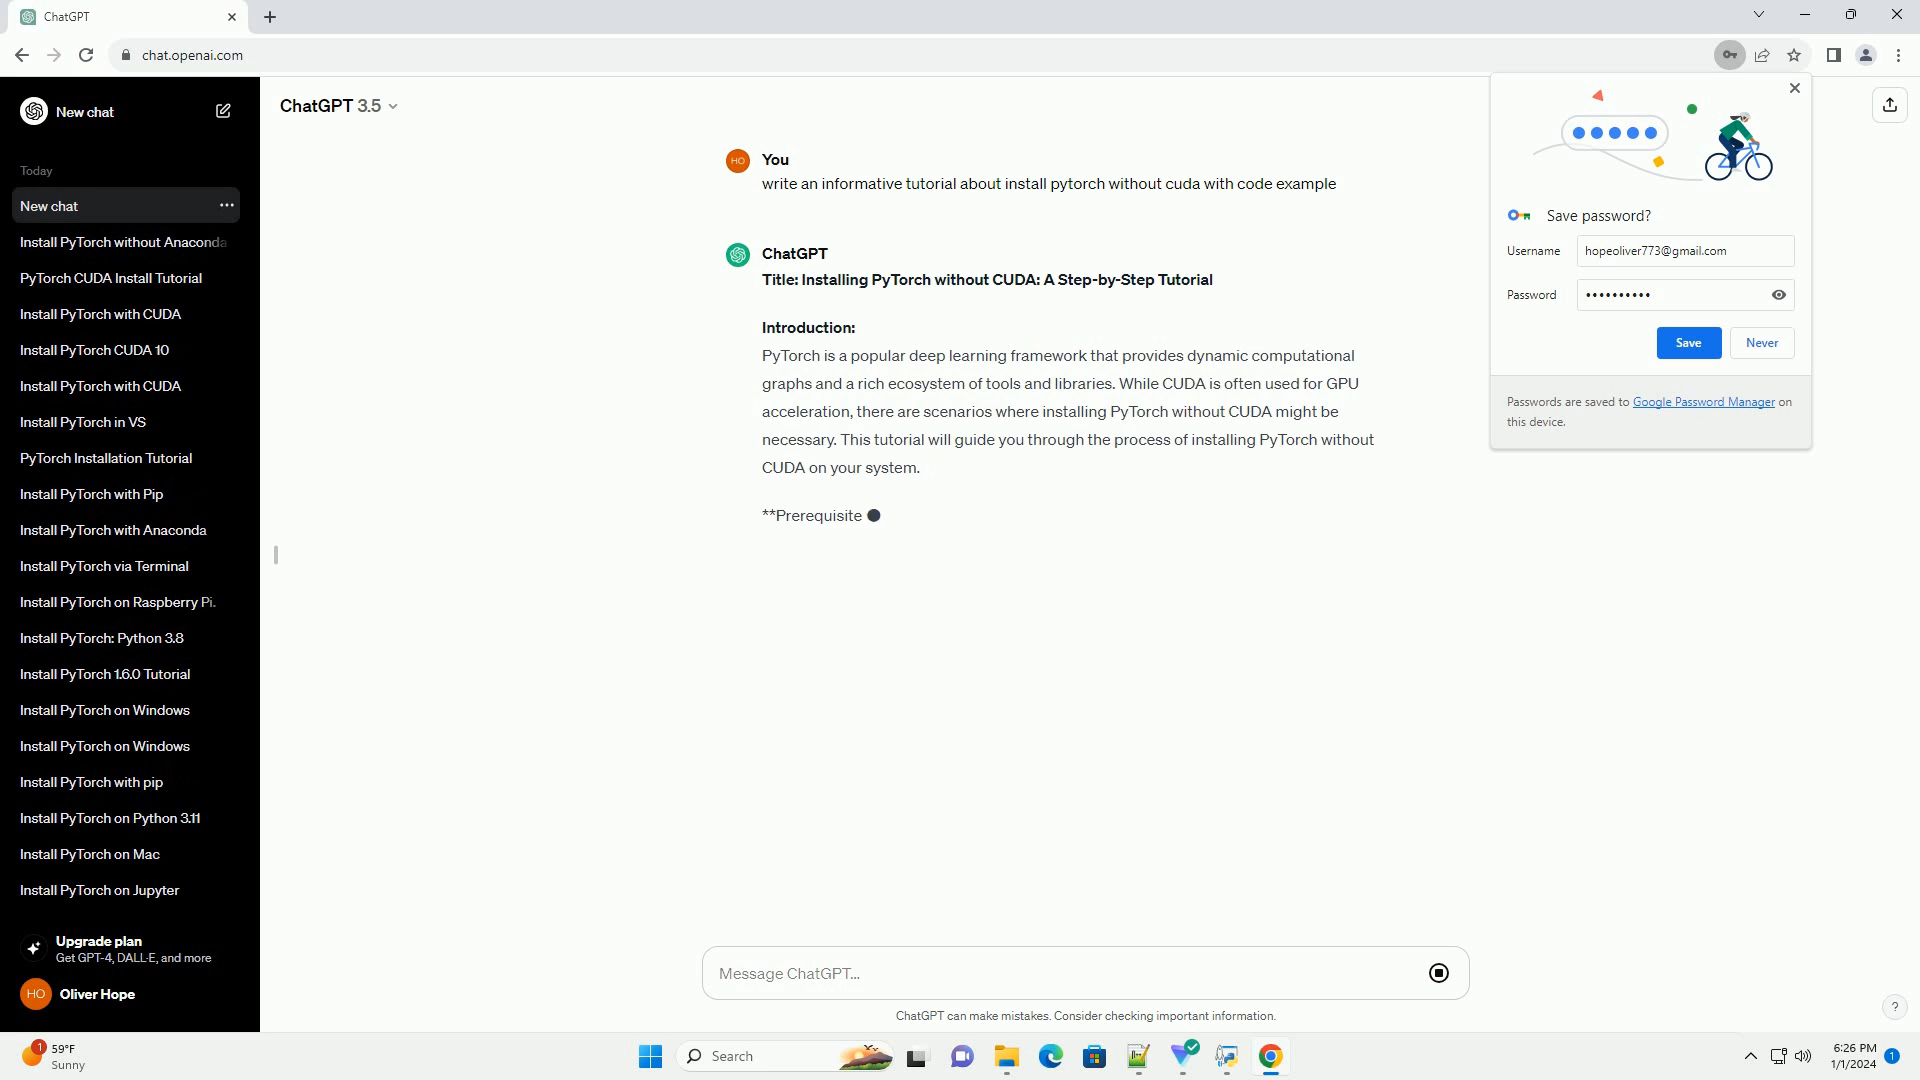 ChatGPT
chat.openai.com
New chat
Today
New chat
Install PyTorch without Anaconda
PyTorch CUDA Install Tutorial
Install PyTorch with CUDA
Install PyTorch CUDA 10
Install PyTorch with CUDA
Install PyTorch in VS
PyTorch Installation Tutorial
Install PyTorch with Pip
Install PyTorch with Anaconda
Install PyTorch via Terminal
Install PyTorch on Raspberry Pi.
Install PyTorch: Python 3.8
Install PyTorch 1.6.0 Tutorial
Install PyTorch on Windows
Install PyTorch on Windows
Install PyTorch with pip
Install PyTorch on Python 3.11
Install PyTorch on Mac
Install PyTorch on Jupyter
Upgrade plan
Get GPT-4, DALL·E, and more
HO Oliver Hope
ChatGPT 3.5
HO You
write an informative tutorial about install pytorch without cuda with code example
ChatGPT
Title: Installing PyTorch without CUDA: A Step-by-Step Tutorial
Introduction:
PyTorch is a popular deep learning framework that provides dynamic computational
graphs and a rich ecosystem of tools and libraries. While CUDA is often used for GPU
acceleration, there are scenarios where installing PyTorch without CUDA might be
necessary. This tutorial will guide you through the process of installing PyTorch without
CUDA on your system.
**Prerequisite
Message ChatGPT...
ChatGPT can make mistakes. Consider checking important information.
?
Save password?
Username hopeoliver773@gmail.com
Password ••••••••••
Save Never
Passwords are saved to Google Password Manager on
this device.
1 59°F
Sunny
Search
6:26 PM
1/1/2024 1